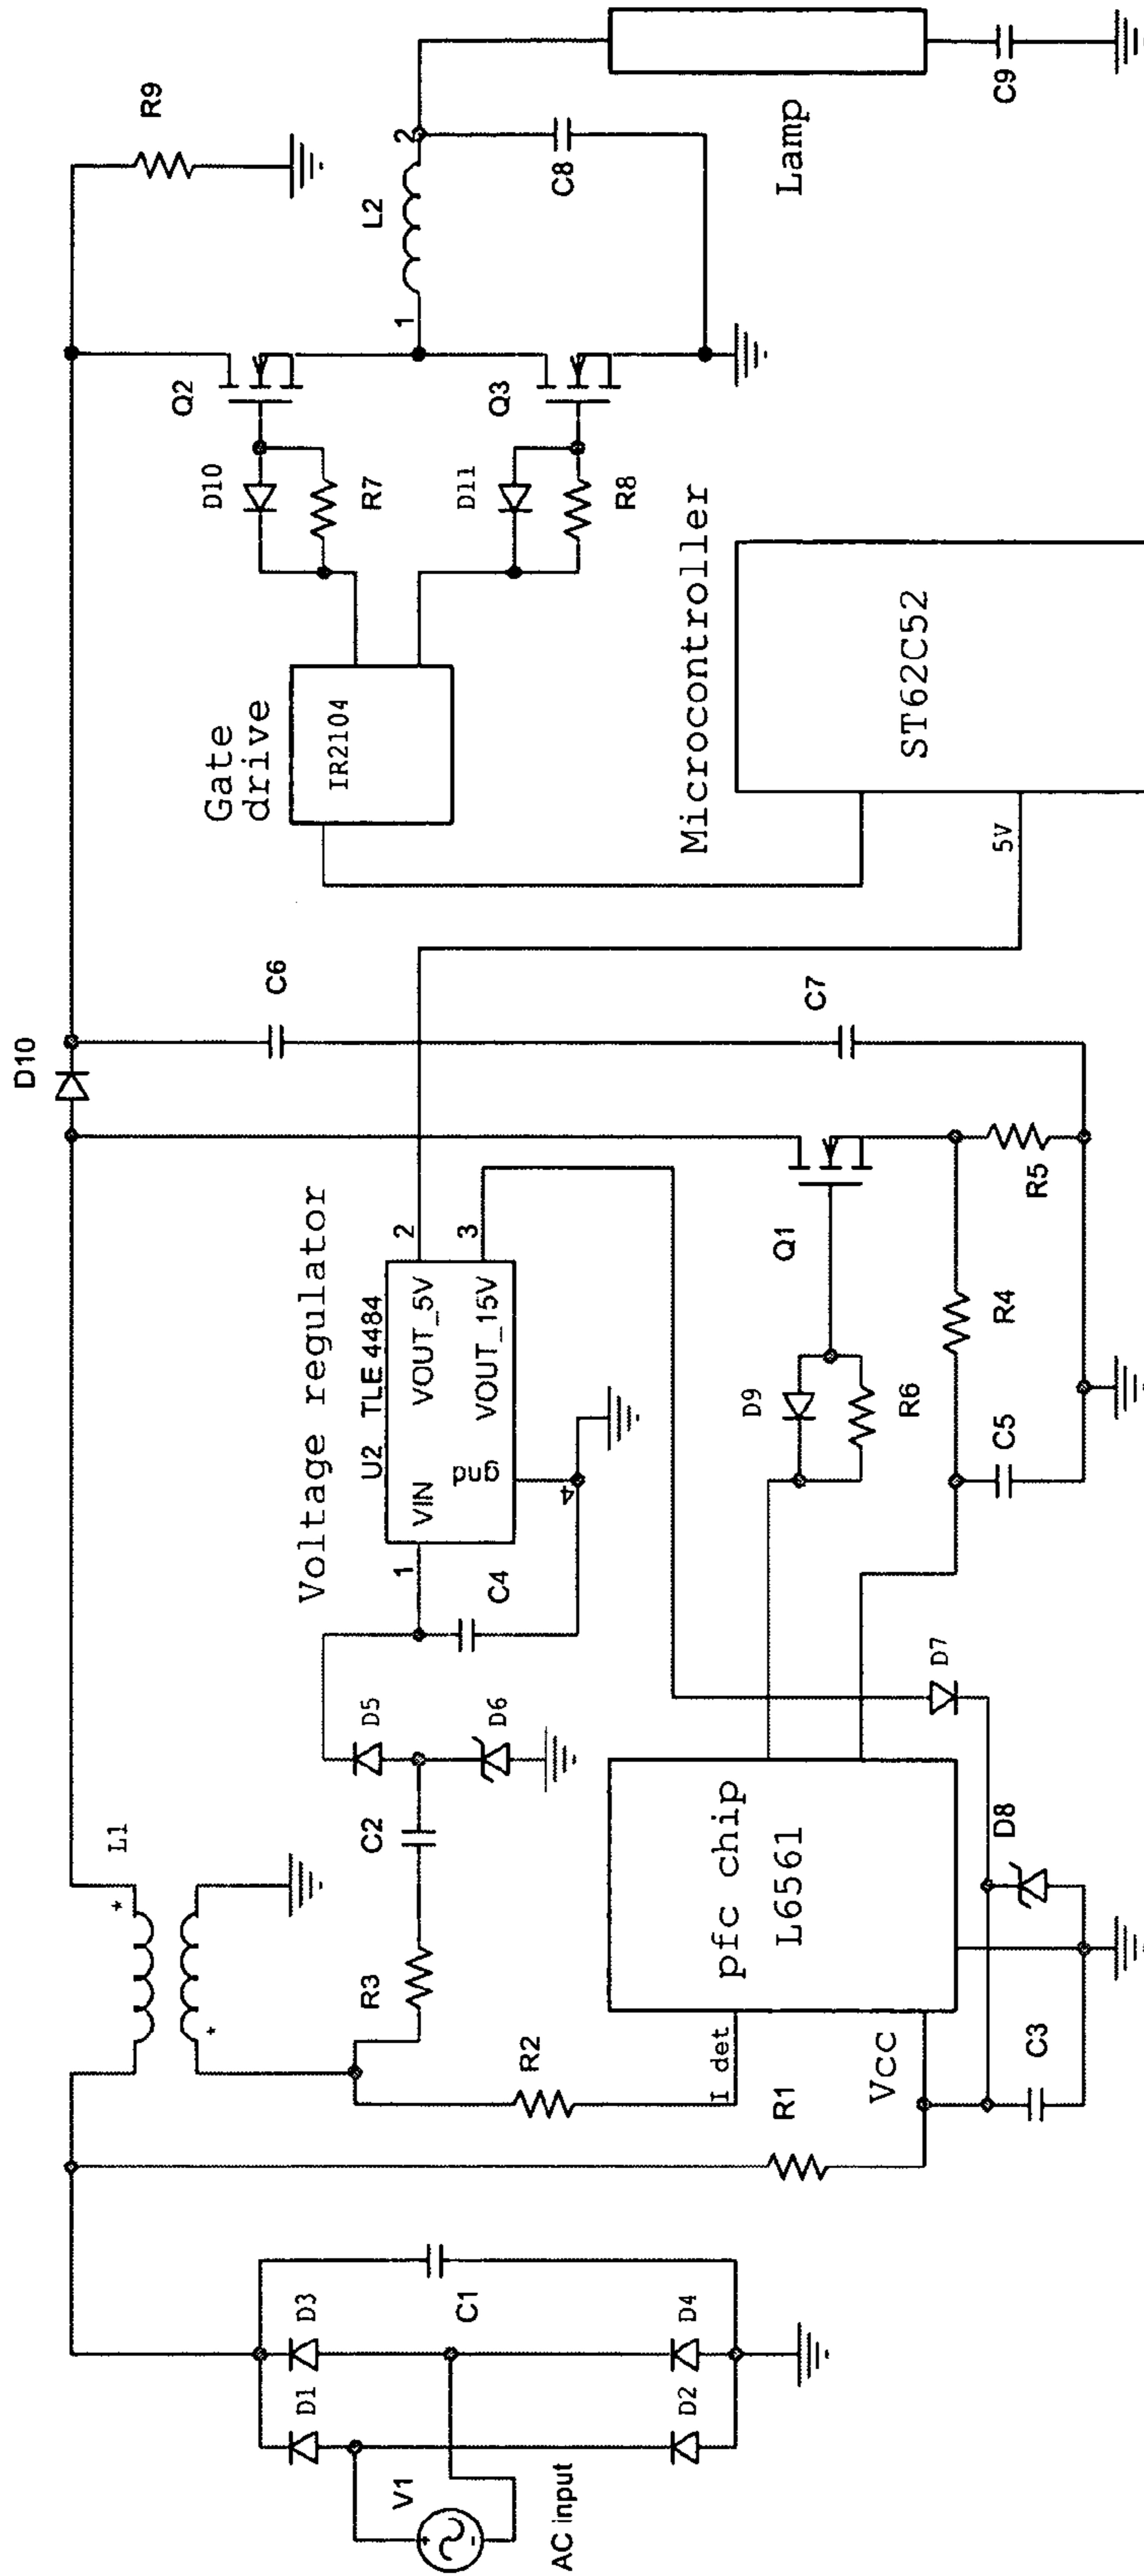 V1
+
-
AC input
D1
D3
D2
D4
C1
L1
*
*
R1
R2
R3
C2
D5
D6
I det
Vcc
pfc chip
L6561
C3
D8
D7
Voltage regulator
U2 TLE 4484
1
VIN
VOUT_5V
2
VOUT_15V
3
gnd
4
C4
D9
R6
Q1
R4
C5
R5
D10
C6
C7
Gate
drive
IR2104
Microcontroller
ST62C52
5V
D10
R7
Q2
D11
R8
Q3
R9
1
L2
2
C8
Lamp
C9